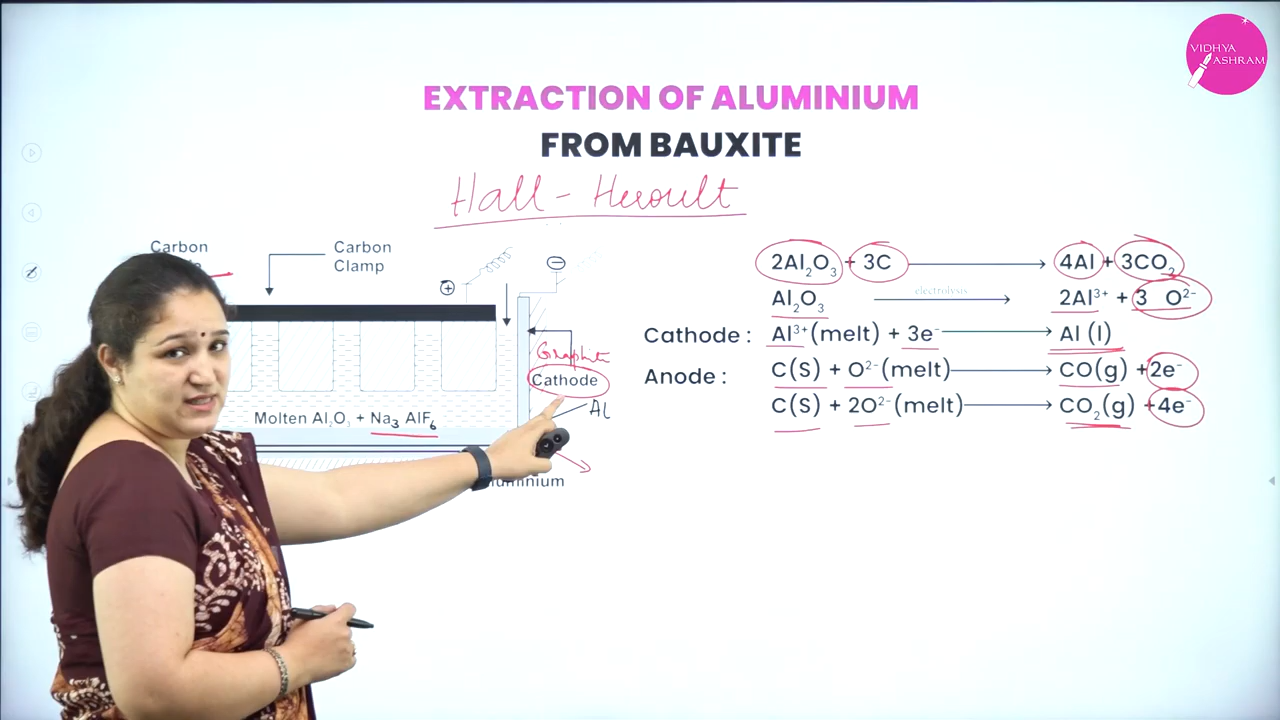 VIDHYA
ASHRAM
EXTRACTION OF ALUMINIUM
FROM BAUXITE
Hall - Heroult
Carbon
Carbon
Clamp
+
−
Graphite
Cathode
Al
Molten Al₂O₃ + Na₃ AlF₆
2Al₂O₃ + 3C → 4Al + 3CO₂
Al₂O₃ electrolysis → 2Al³⁺ + 3 O²⁻
Cathode : Al³⁺ (melt) + 3e⁻ → Al (l)
Anode : C(S) + O²⁻ (melt) → CO(g) + 2e⁻
C(S) + 2O²⁻ (melt) → CO₂(g) + 4e⁻